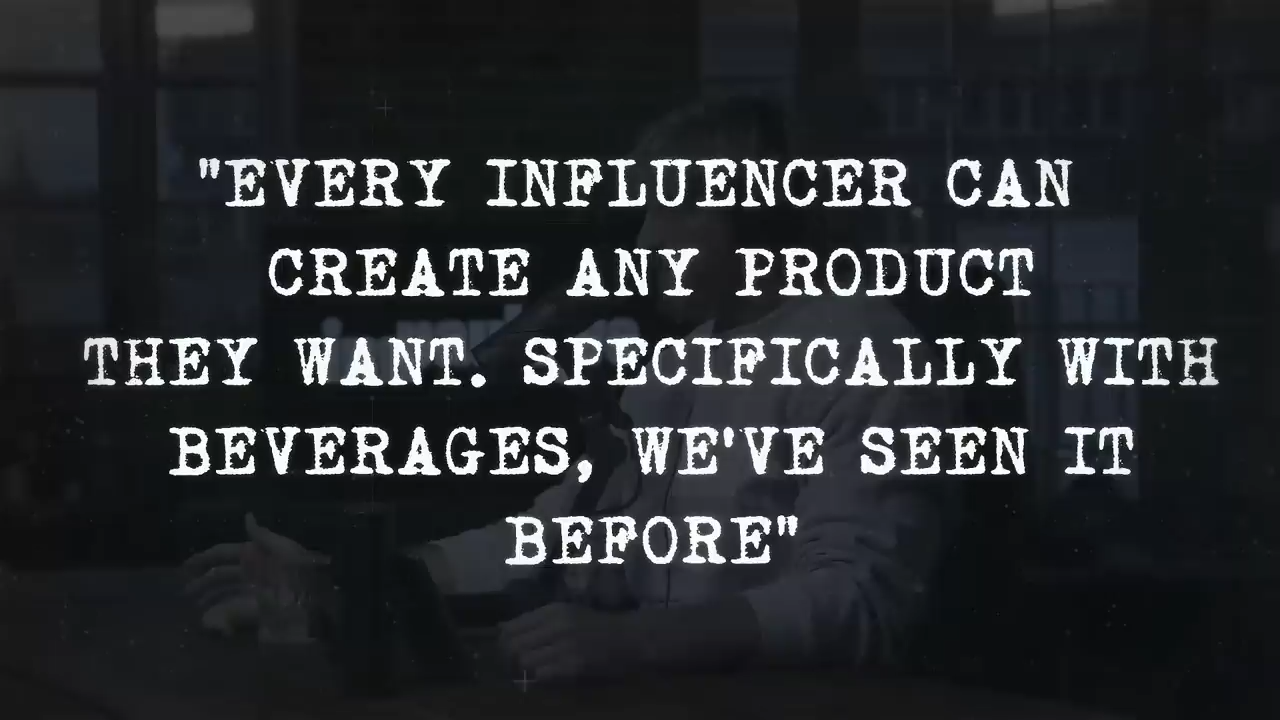 "EVERY INFLUENCER CAN
CREATE ANY PRODUCT
THEY WANT. SPECIFICALLY WITH
BEVERAGES, WE'VE SEEN IT
BEFORE"